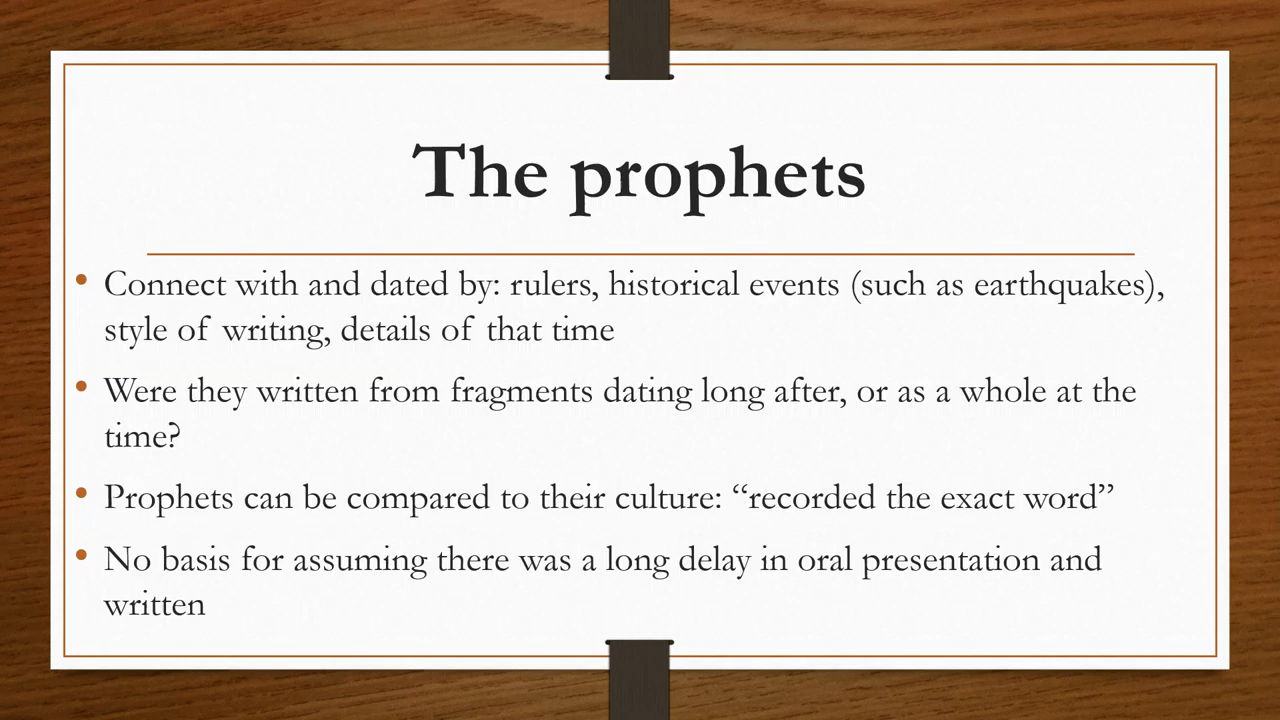 The prophets
• Connect with and dated by: rulers, historical events (such as earthquakes),
style of writing, details of that time
• Were they written from fragments dating long after, or as a whole at the
time?
• Prophets can be compared to their culture: “recorded the exact word”
• No basis for assuming there was a long delay in oral presentation and
written